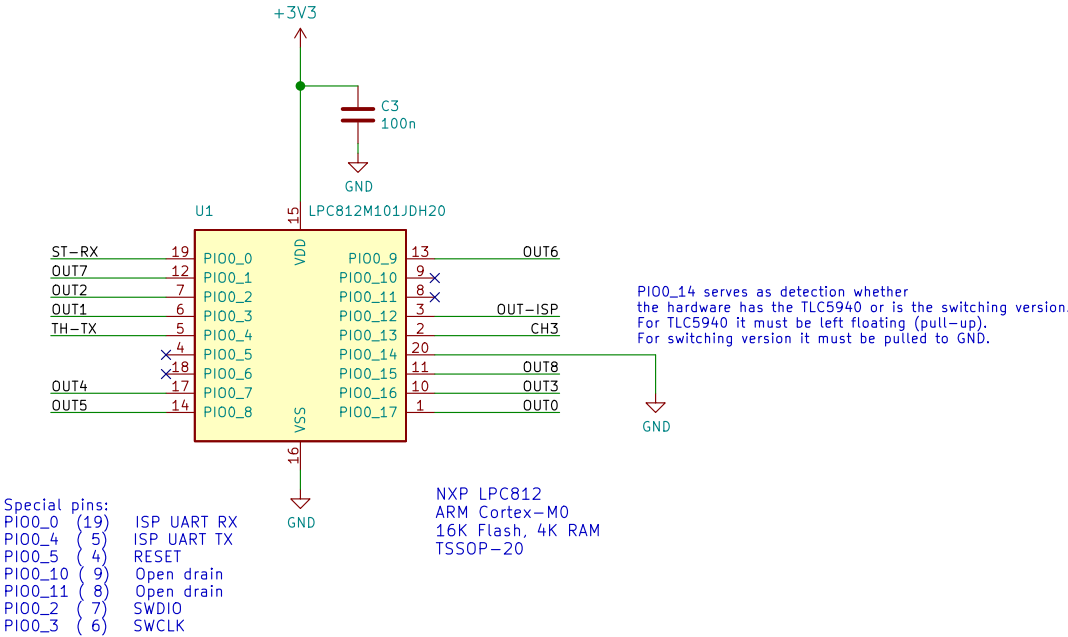 +3V3
C3
100n
GND
U1
LPC812M101JDH20
15
VDD
ST-RX 19 PIO0_0
OUT7 12 PIO0_1
OUT2 7 PIO0_2
OUT1 6 PIO0_3
TH-TX 5 PIO0_4
4 PIO0_5
18 PIO0_6
OUT4 17 PIO0_7
OUT5 14 PIO0_8
PIO0_9 13 OUT6
PIO0_10 9
PIO0_11 8
PIO0_12 3 OUT-ISP
PIO0_13 2 CH3
PIO0_14 20
PIO0_15 11 OUT8
PIO0_16 10 OUT3
PIO0_17 1 OUT0
VSS
16
GND
PIO0_14 serves as detection whether
the hardware has the TLC5940 or is the switching version.
For TLC5940 it must be left floating (pull-up).
For switching version it must be pulled to GND.
GND
NXP LPC812
ARM Cortex-M0
16K Flash, 4K RAM
TSSOP-20
Special pins:
PIO0_0 (19) ISP UART RX
PIO0_4 ( 5) ISP UART TX
PIO0_5 ( 4) RESET
PIO0_10 ( 9) Open drain
PIO0_11 ( 8) Open drain
PIO0_2 ( 7) SWDIO
PIO0_3 ( 6) SWCLK